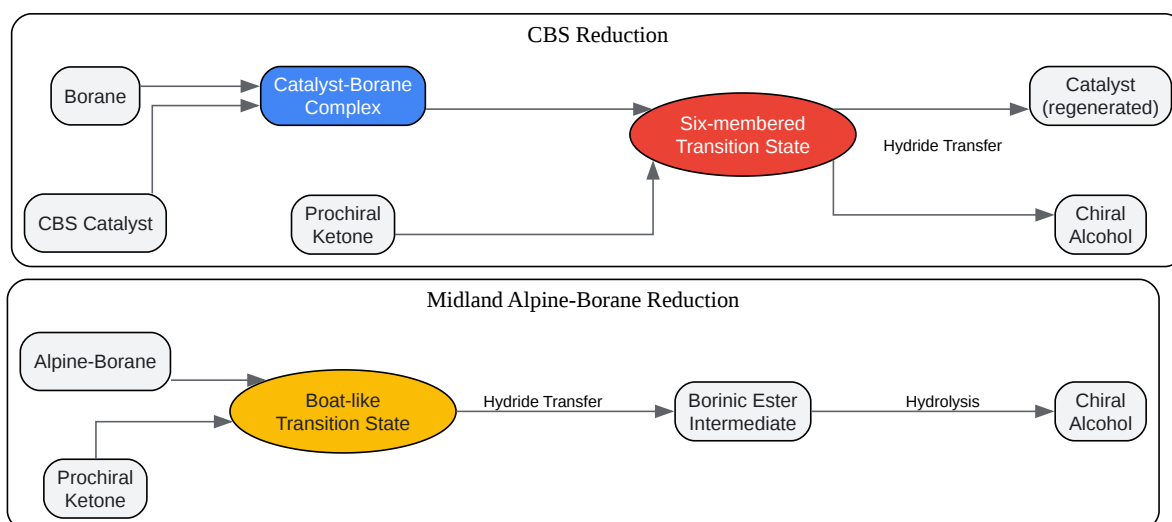 CBS Reduction
Borane
Catalyst-Borane
Complex
Six-membered
Transition State
Catalyst
(regenerated)
Hydride Transfer
CBS Catalyst
Prochiral
Ketone
Chiral
Alcohol
Midland Alpine-Borane Reduction
Alpine-Borane
Boat-like
Transition State
Hydride Transfer
Borinic Ester
Intermediate
Hydrolysis
Chiral
Alcohol
Prochiral
Ketone